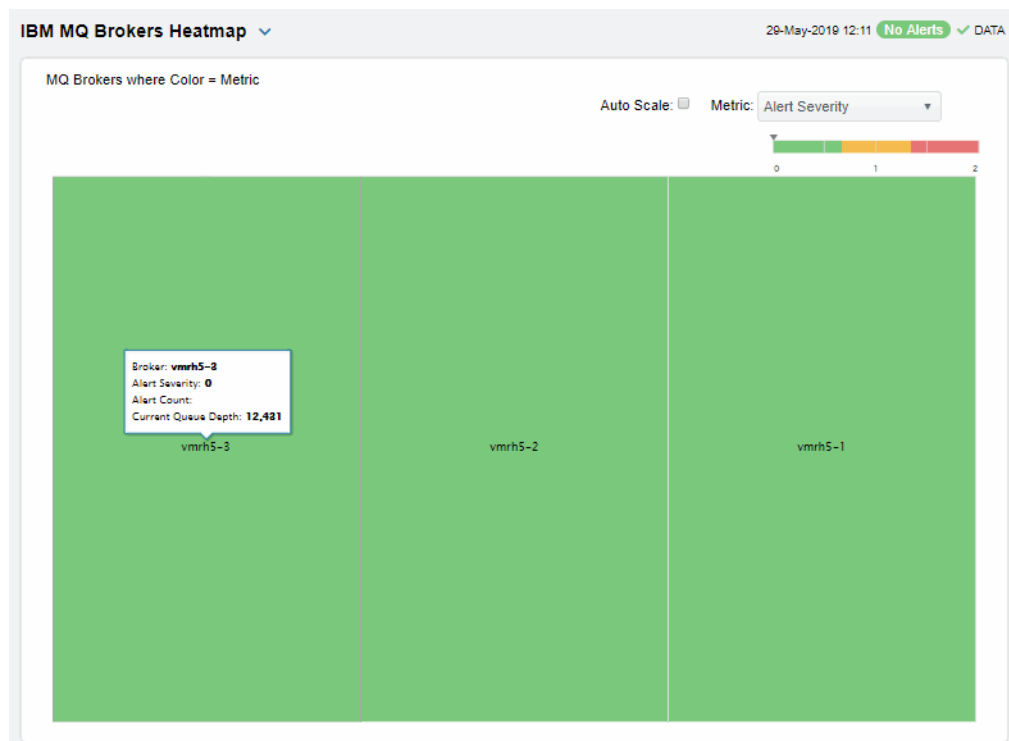 IBM MQ Brokers Heatmap
29-May-2019 12:11 No Alerts DATA
MQ Brokers where Color = Metric
Auto Scale: Metric: Alert Severity
0 1 2
Broker: vmrh5-3
Alert Severity: 0
Alert Count:
Current Queue Depth: 12,431
vmrh5-3 vmrh5-2 vmrh5-1